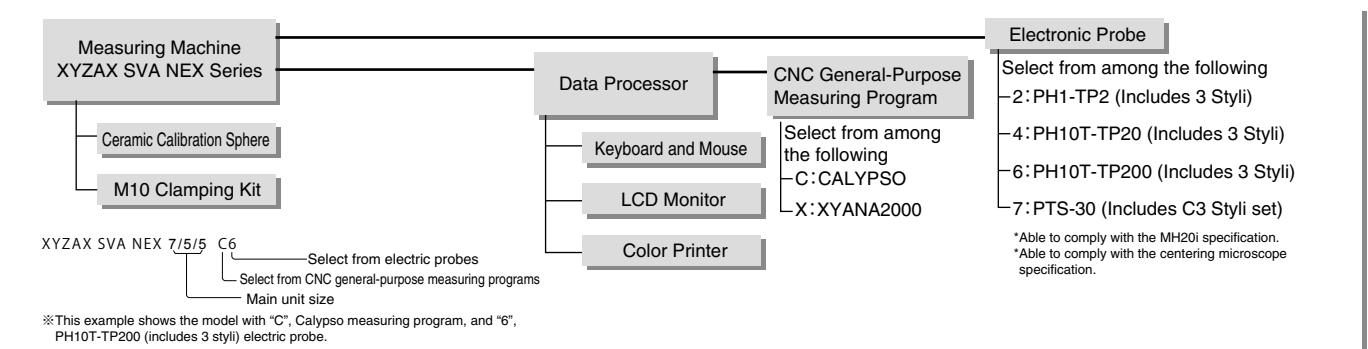 Measuring Machine
XYZAX SVA NEX Series
Ceramic Calibration Sphere
M10 Clamping Kit
Data Processor
Keyboard and Mouse
LCD Monitor
Color Printer
CNC General-Purpose
Measuring Program
Select from among
the following
C:CALYPSO
X:XYANA2000
Electronic Probe
Select from among the following
2:PH1-TP2 (Includes 3 Styli)
4:PH10T-TP20 (Includes 3 Styli)
6:PH10T-TP200 (Includes 3 Styli)
7:PTS-30 (Includes C3 Styli set)
*Able to comply with the MH20i specification.
*Able to comply with the centering microscope
specification.
XYZAX SVA NEX 7/5/5 C6
Select from electric probes
Select from CNC general-purpose measuring programs
Main unit size
※This example shows the model with “C”, Calypso measuring program, and “6”,
PH10T-TP200 (includes 3 styli) electric probe.